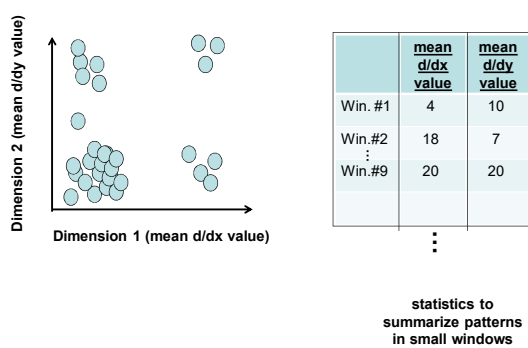 Dimension 2 (mean d/dy value)
Dimension 1 (mean d/dx value)
mean
d/dx
value
mean
d/dy
value
Win. #1 4 10
Win.#2 18 7
⋮
Win.#9 20 20
⋮
statistics to
summarize patterns
in small windows